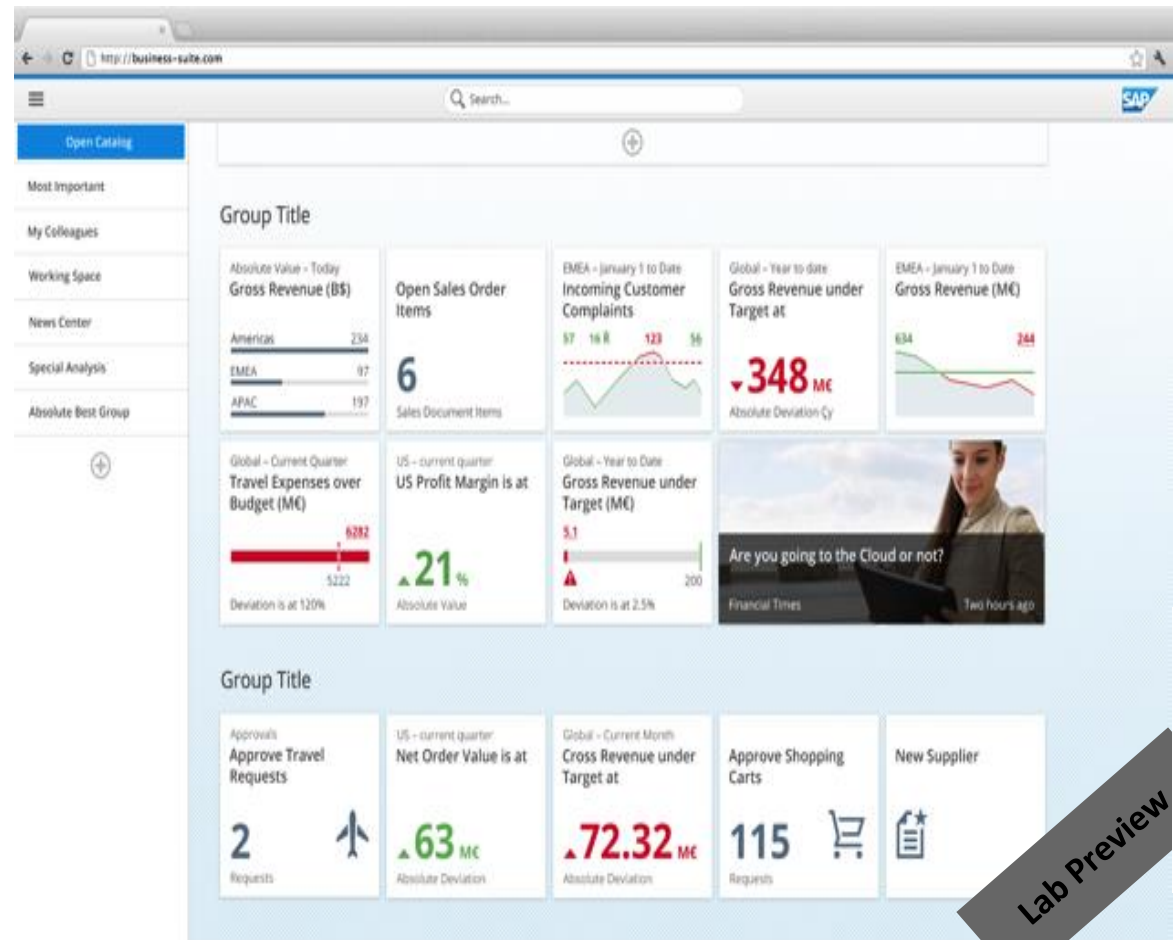 http://business-suite.com
Search...
SAP
Open Catalog
Most Important
My Colleagues
Working Space
News Center
Special Analysis
Absolute Best Group
Group Title
Absolute Value – Today
Gross Revenue (B$)
Americas 234
EMEA 97
APAC 197
Open Sales Order
Items
6
Sales Document Items
EMEA – January 1 to Date
Incoming Customer
Complaints
57 16 123 56
Global – Year to date
Gross Revenue under
Target at
348 M€
Absolute Deviation
EMEA – January 1 to Date
Gross Revenue (M€)
634 244
Global – Current Quarter
Travel Expenses over
Budget (M€)
6282
5222
Deviation is at 120%
US – current quarter
US Profit Margin is at
21 %
Absolute Value
Global – Year to Date
Gross Revenue under
Target (M€)
5.1
200
Deviation is at 2.5%
Are you going to the Cloud or not?
Financial Times Two hours ago
Group Title
Approvals
Approve Travel
Requests
2
Requests
US – current quarter
Net Order Value is at
63 M€
Absolute Deviation
Global – Current Month
Cross Revenue under
Target at
72.32 M€
Absolute Deviation
Approve Shopping
Carts
115
Requests
New Supplier
Lab Preview